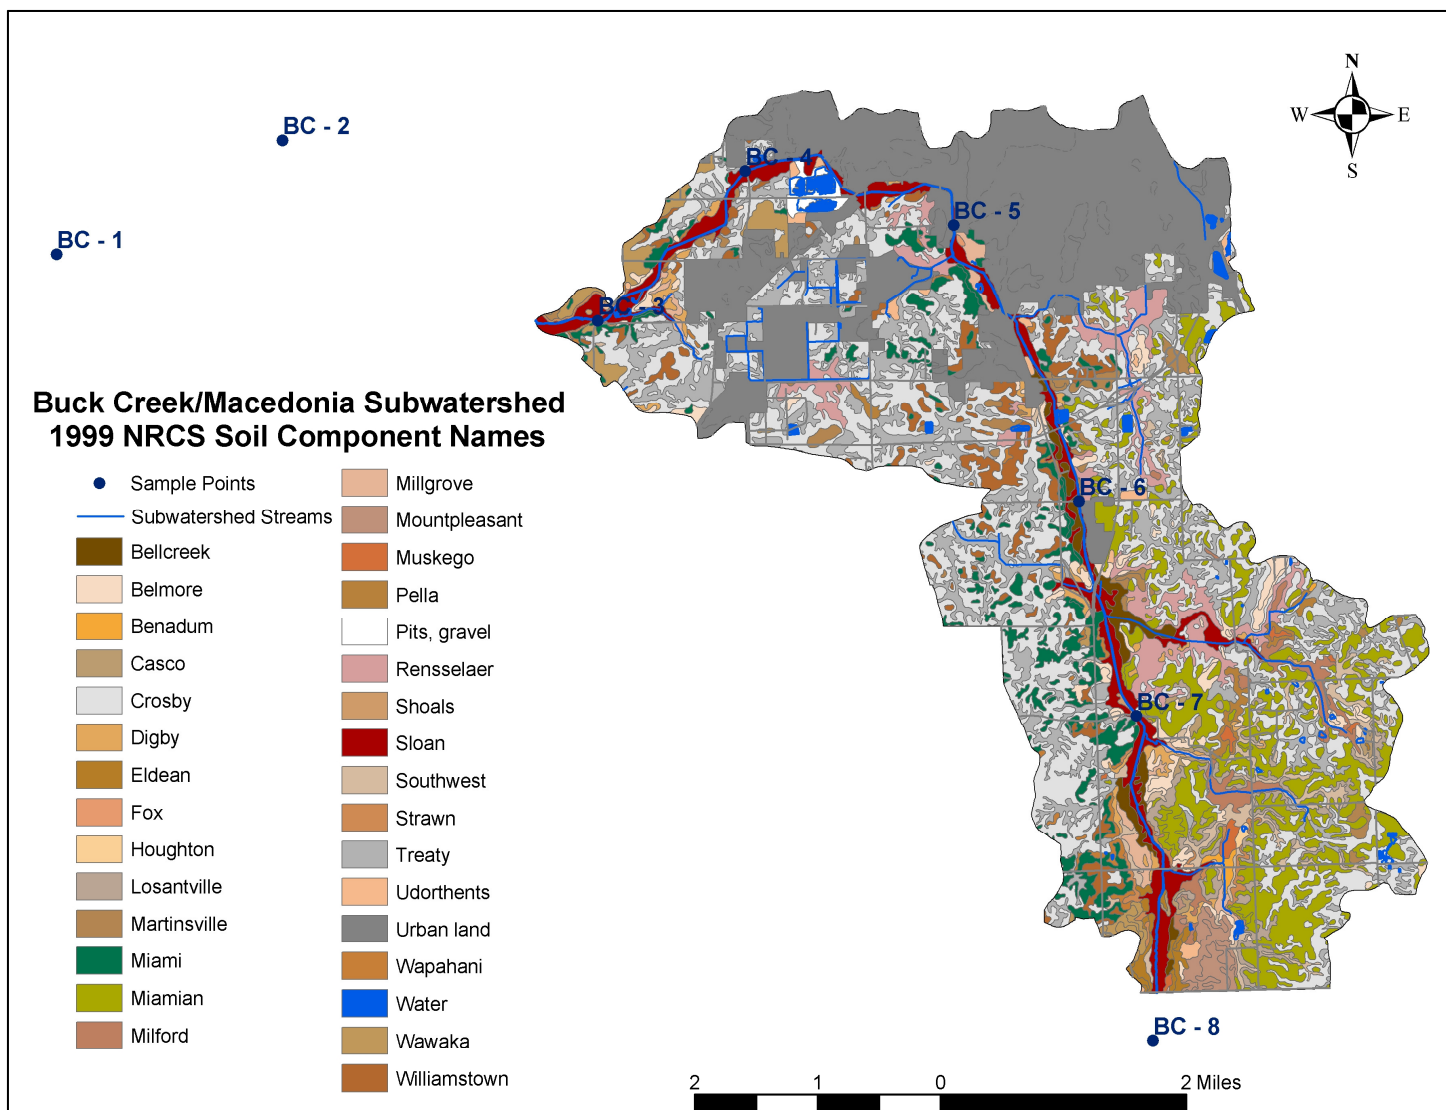 N
W
E
S
BC - 2
BC - 1
BC - 4
BC - 5
BC - 3
Buck Creek/Macedonia Subwatershed
1999 NRCS Soil Component Names
BC - 6
BC - 7
BC - 8
Sample Points
Subwatershed Streams
Bellcreek
Belmore
Benadum
Casco
Crosby
Digby
Eldean
Fox
Houghton
Losantville
Martinsville
Miami
Miamian
Milford
Millgrove
Mountpleasant
Muskego
Pella
Pits, gravel
Rensselaer
Shoals
Sloan
Southwest
Strawn
Treaty
Udorthents
Urban land
Wapahani
Water
Wawaka
Williamstown
2 1 0 2 Miles